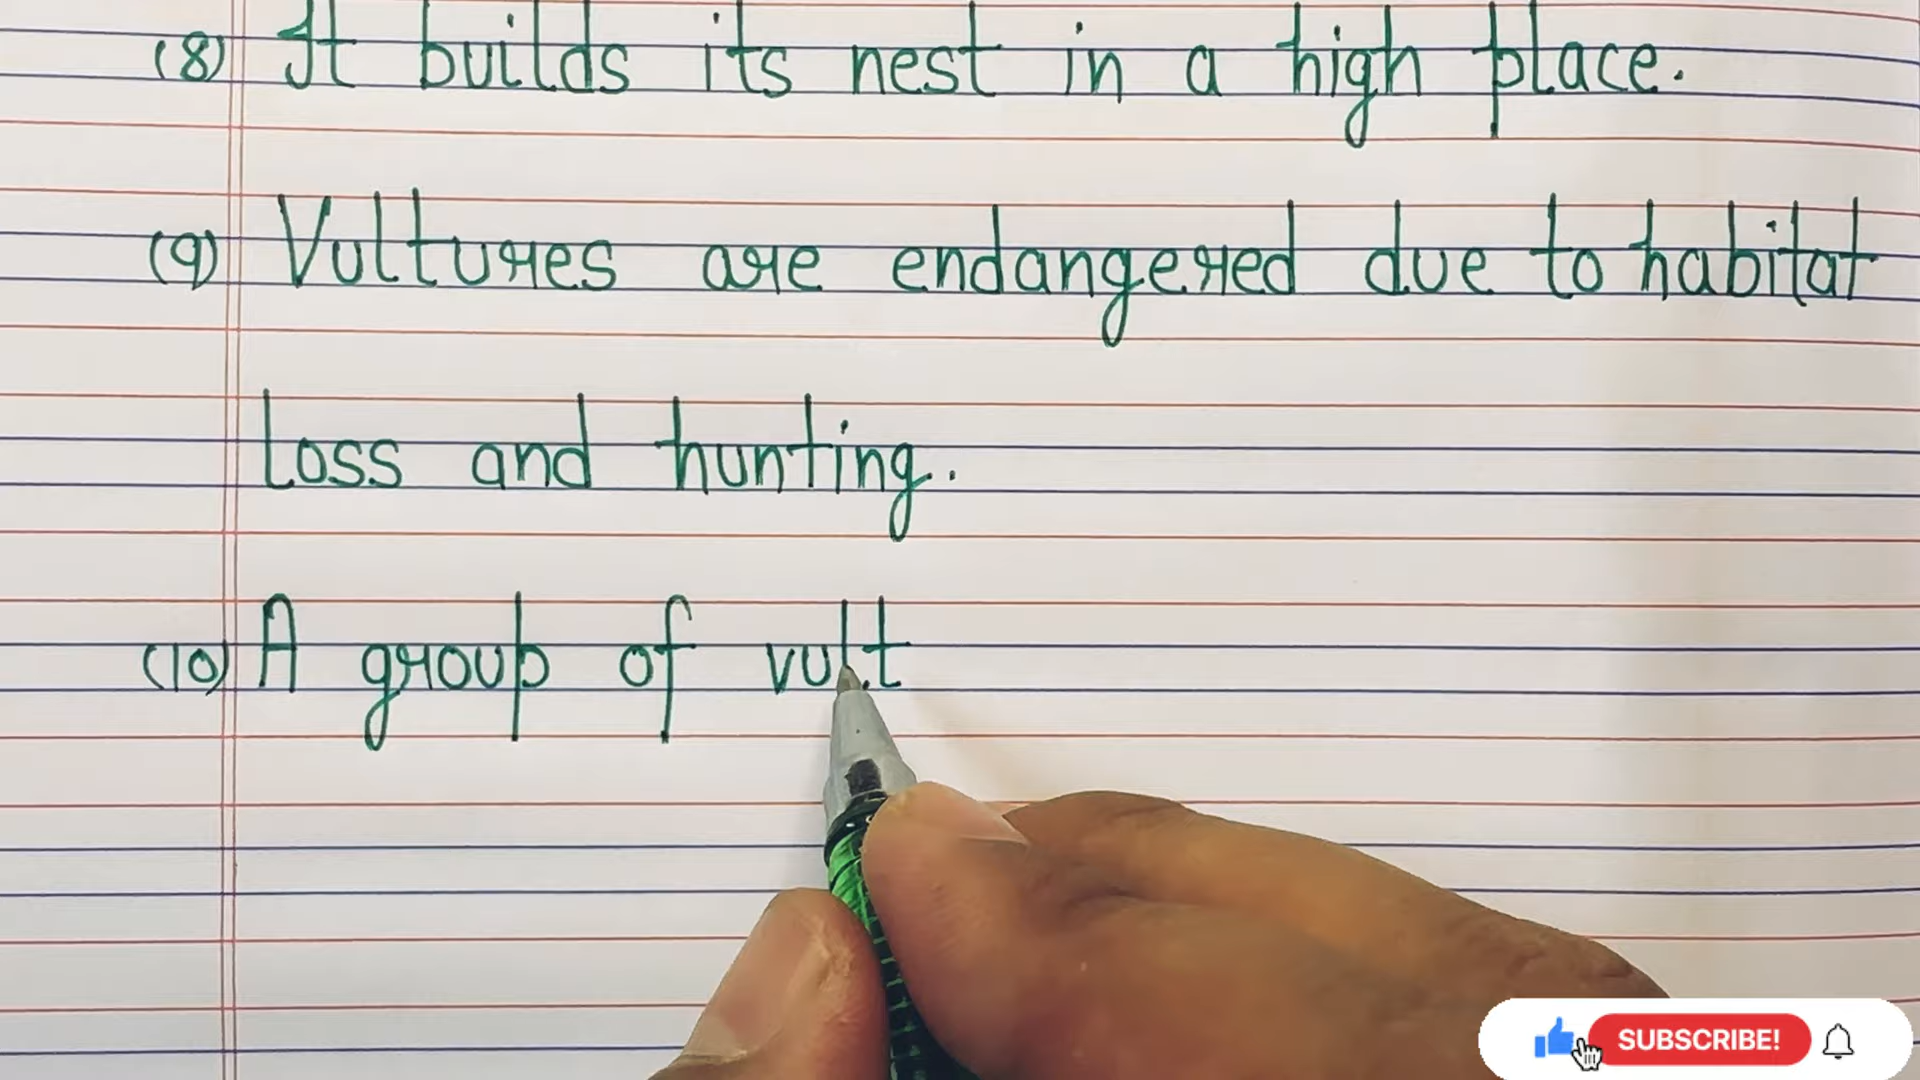 (8) It builds its nest in a high place.
(9) Vultures are endangered due to habitat
loss and hunting.
(10) A group of vult
SUBSCRIBE!